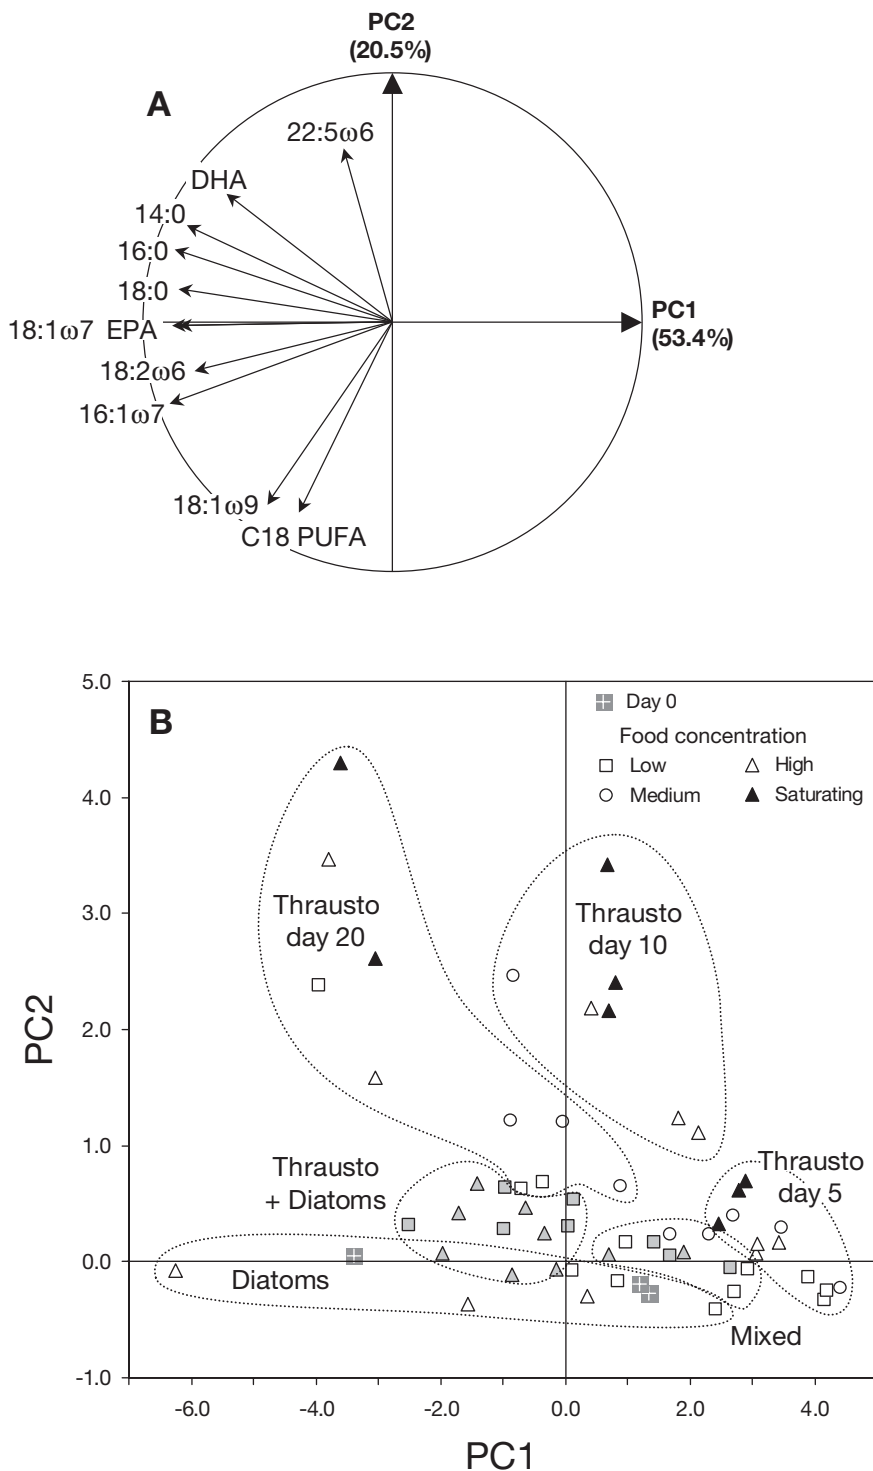 PC2
(20.5%)
A
22:5ω6
DHA
14:0
16:0
18:0
18:1ω7 EPA
18:2ω6
16:1ω7
18:1ω9
C18 PUFA
PC1
(53.4%)
B
5.0
4.0
3.0
2.0
1.0
0.0
-1.0
PC2
Day 0
Food concentration
Low
High
Medium
Saturating
Thrausto
day 20
Thrausto
day 10
Thrausto
+ Diatoms
Thrausto
day 5
Diatoms
Mixed
-6.0
-4.0
-2.0
0.0
2.0
4.0
PC1